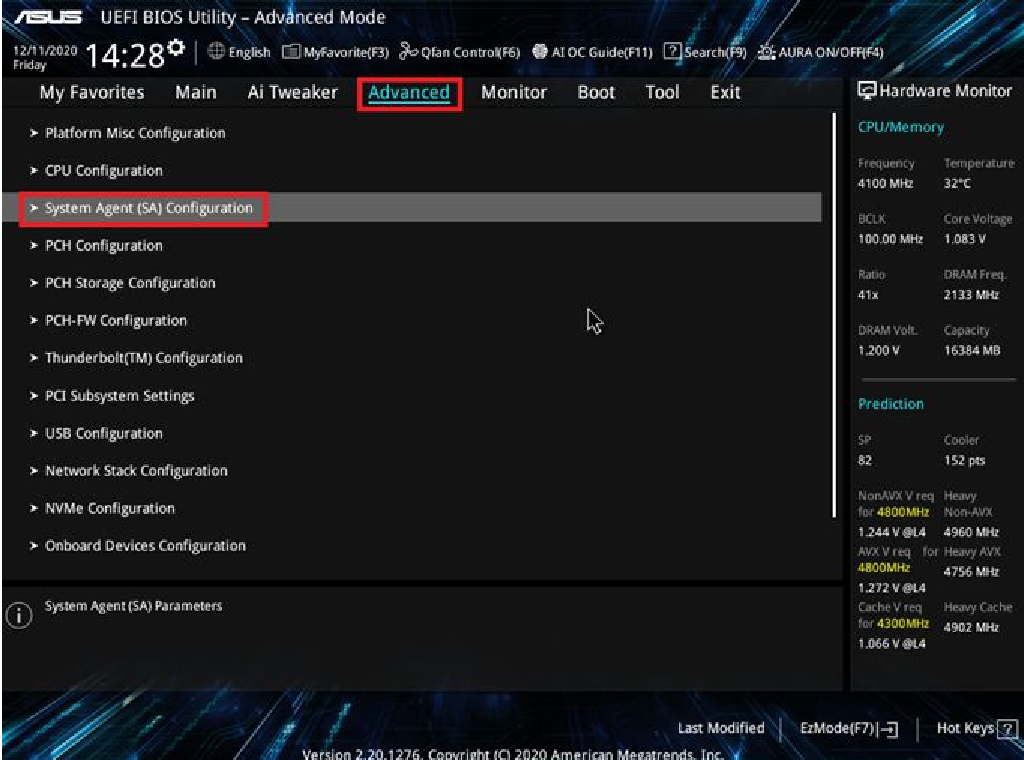 ASUS UEFI BIOS Utility – Advanced Mode
12/11/2020 Friday 14:28 English MyFavorite(F3) Qfan Control(F6) AI OC Guide(F11) ? Search(F9) AURA ON/OFF(F4)
My Favorites Main Ai Tweaker Advanced Monitor Boot Tool Exit
> Platform Misc Configuration
> CPU Configuration
> System Agent (SA) Configuration
> PCH Configuration
> PCH Storage Configuration
> PCH-FW Configuration
> Thunderbolt(TM) Configuration
> PCI Subsystem Settings
> USB Configuration
> Network Stack Configuration
> NVMe Configuration
> Onboard Devices Configuration
i System Agent (SA) Parameters
Hardware Monitor
CPU/Memory
Frequency Temperature
4100 MHz 32°C
BCLK Core Voltage
100.00 MHz 1.083 V
Ratio DRAM Freq.
41x 2133 MHz
DRAM Volt. Capacity
1.200 V 16384 MB
Prediction
SP Cooler
82 152 pts
NonAVX V req Heavy
for 4800MHz Non-AVX
1.244 V @L4 4960 MHz
AVX V req for Heavy AVX
4800MHz 4756 MHz
1.272 V @L4
Cache V req Heavy Cache
for 4300MHz 4902 MHz
1.066 V @L4
Last Modified EzMode(F7) Hot Keys ?
Version 2.20.1276. Copyright (C) 2020 American Megatrends, Inc.